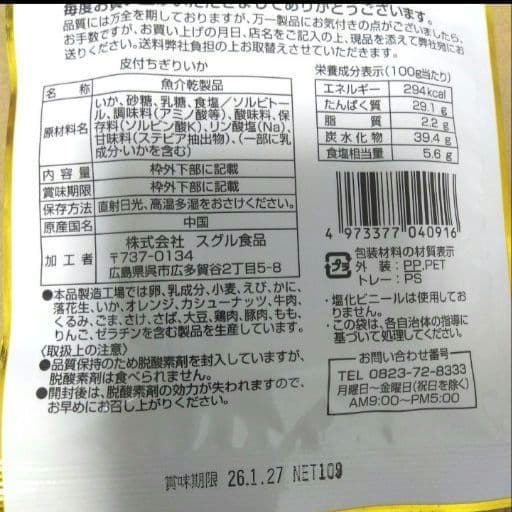 毎度お買
ありがとうございます。
品質には万全を期しておりますが、万一製品にお気付きの点がございましたら
お手数ですが、お買い上げの月日、店名をご記入の上、現品を添えて弊社宛にお
送りください。送料弊社負担の上お取替えさせていただきます。
皮付ちぎりいか
名 称 魚介乾製品
原材料名 いか、砂糖、乳糖、食塩/ソルビトー
ル、調味料(アミノ酸等)、酸味料、保
存料(ソルビン酸K)、リン酸塩(Na)、
甘味料(ステビア抽出物)、(一部に乳
成分・いかを含む)
内 容 量 枠外下部に記載
賞味期限 枠外下部に記載
保存方法 直射日光、高温多湿をおさけください。
原産国名 中国
加 工 者 株式会社 スグル食品
〒737-0134
広島県呉市広多賀谷2丁目5-8
●本品製造工場では卵、乳成分、小麦、えび、かに、
落花生、いか、オレンジ、カシューナッツ、牛肉、
くるみ、ごま、さけ、さば、大豆、鶏肉、豚肉、もも、
りんご、ゼラチンを含む製品を生産しています。
〈取扱上の注意〉
●品質保持のため脱酸素剤を封入していますが、
脱酸素剤は食べられません。
●開封後は、脱酸素剤の効力が失われますので、
お早めにお召し上がりください。
栄養成分表示(100g当たり)
エネルギー 294kcal
たんぱく質 29.1g
脂 質 2.2g
炭水化物 39.4g
食塩相当量 5.6g
4 973377 040916
プラ
包装材料の材質表示
外 装:PP,PET
トレー:PS
・塩化ビニールは使用してお
りません。
・この袋は、各自治体の指導に
基づいて処理してください。
お問い合わせ番号
TEL 0823-72-8333
月曜日〜金曜日(祝日を除く)
AM9:00〜PM5:00
賞味期限 26.1.27 NET10g